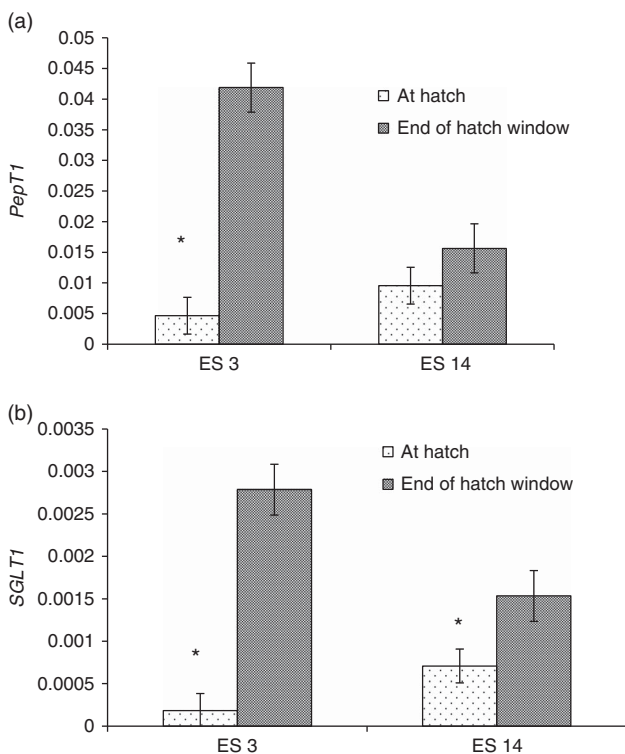 (a)
0.05
0.045
0.04
0.035
0.03
0.025
0.02
0.015
0.01
0.005
0
PepT1
At hatch
End of hatch window
*
ES 3 ES 14
(b)
0.0035
0.003
0.0025
0.002
0.0015
0.001
0.0005
0
SGLT1
At hatch
End of hatch window
* *
ES 3 ES 14